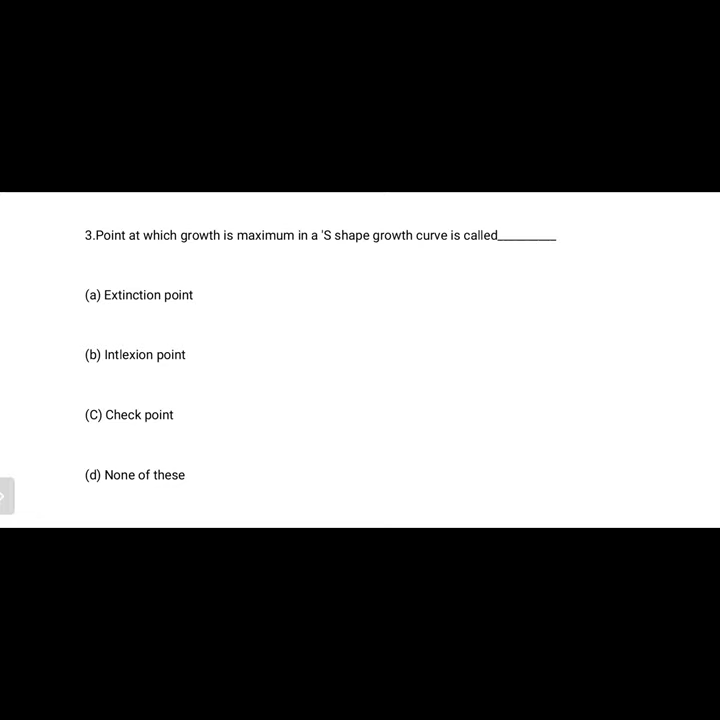 3.Point at which growth is maximum in a 'S shape growth curve is called__________
(a) Extinction point
(b) Intlexion point
(C) Check point
(d) None of these